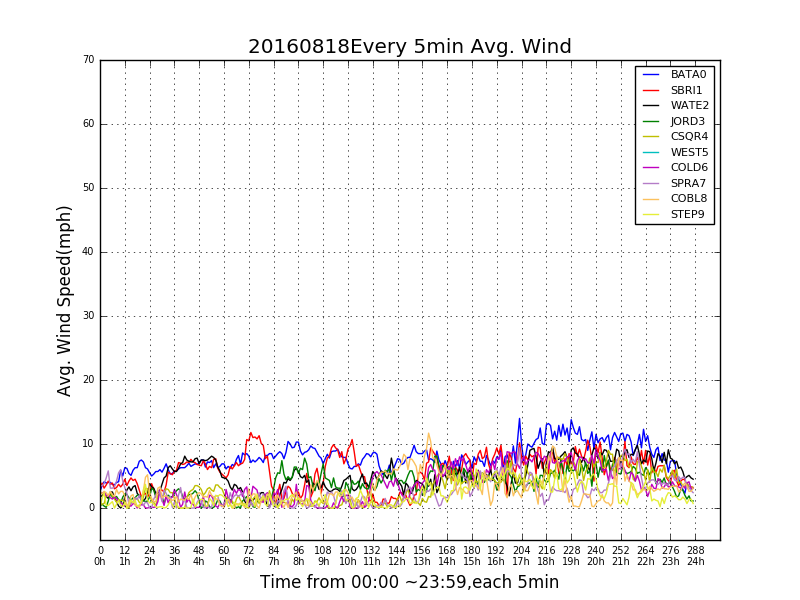 20160818Every 5min Avg. Wind
70
60
50
40
30
20
10
0
Avg. Wind Speed(mph)
BATA0
SBRI1
WATE2
JORD3
CSQR4
WEST5
COLD6
SPRA7
COBL8
STEP9
0 12 24 36 48 60 72 84 96 108 120 132 144 156 168 180 192 204 216 228 240 252 264 276 288
0h 1h 2h 3h 4h 5h 6h 7h 8h 9h 10h 11h 12h 13h 14h 15h 16h 17h 18h 19h 20h 21h 22h 23h 24h
Time from 00:00 ~23:59,each 5min